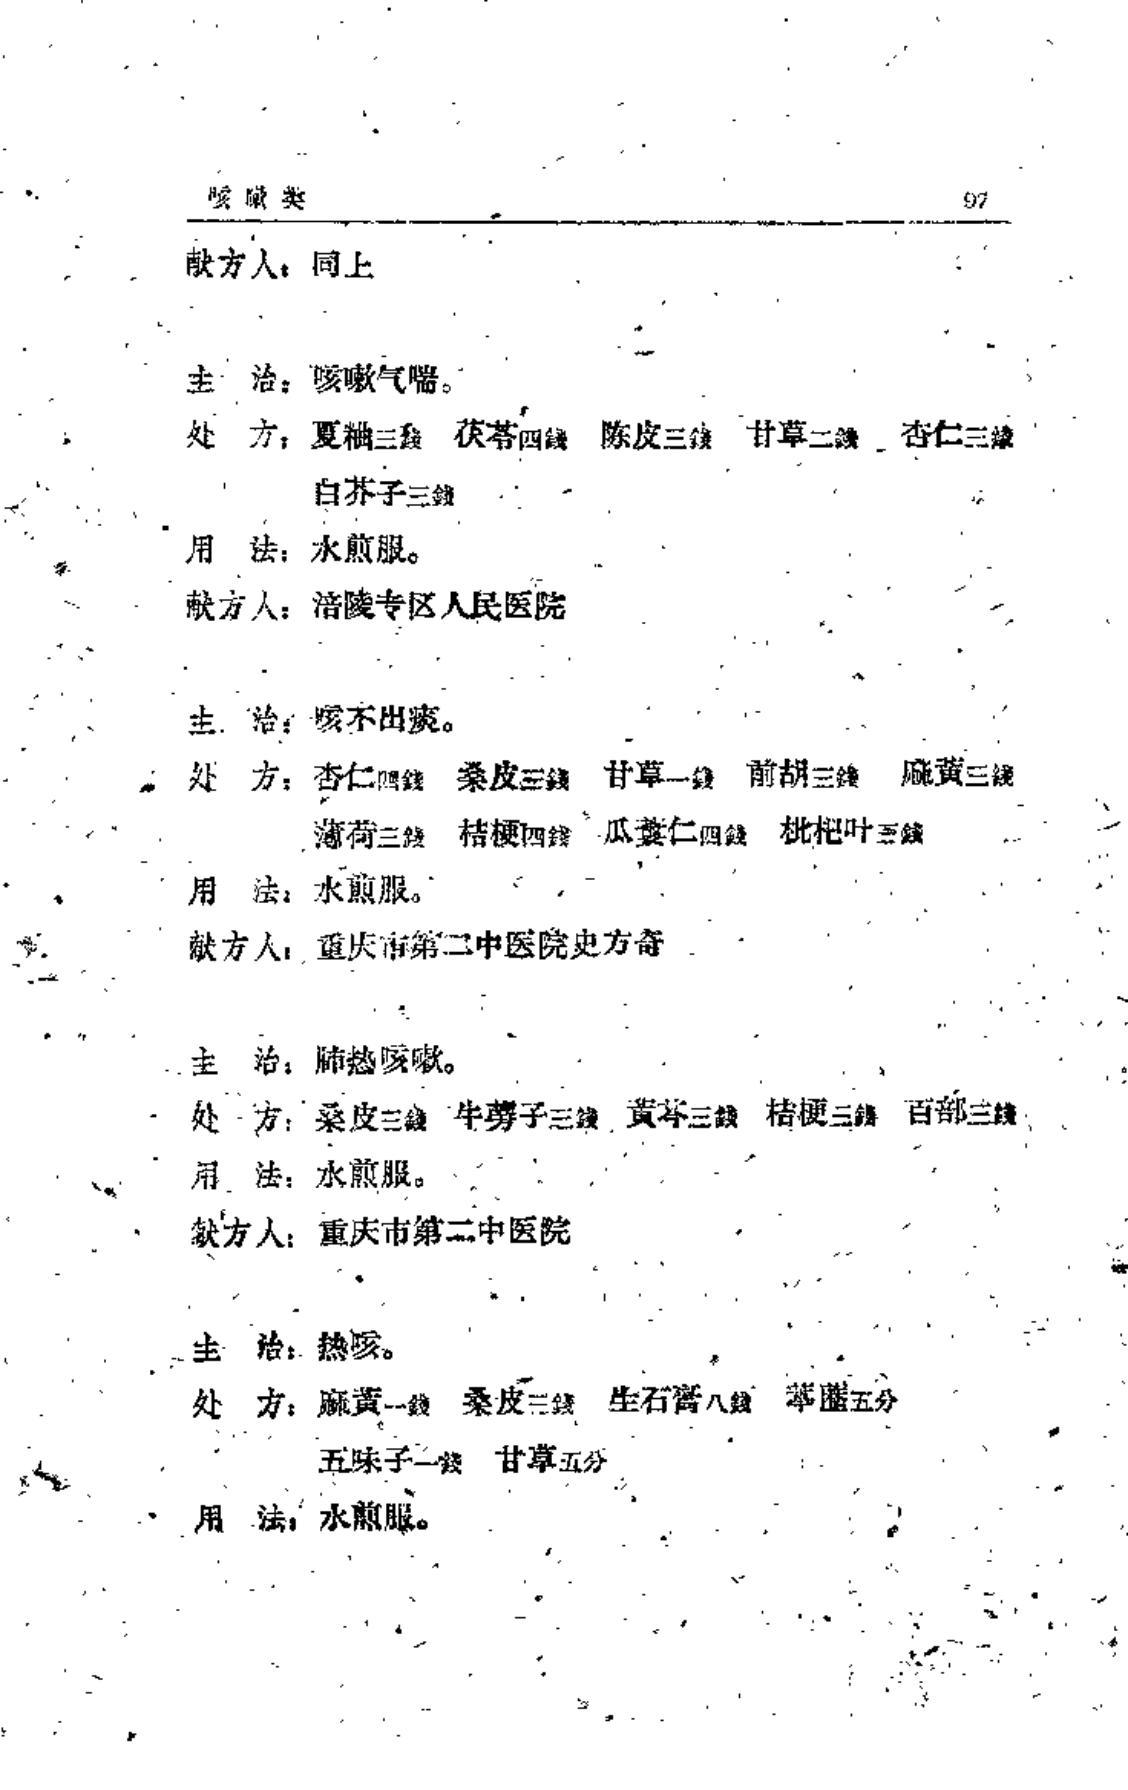 咳嗽类 97
献方人：同上
主　治：咳嗽气喘。
处　方：夏秞三錢　茯苓四錢　陈皮三錢　甘草二錢　杏仁三錢
白芥子三錢
用　法：水煎服。
献方人：涪陵专区人民医院
主　治：咳不出痰。
处　方：杏仁四錢　桑皮三錢　甘草一錢　前胡三錢　麻黃三錢
薄荷三錢　桔梗四錢　瓜蔞仁四錢　枇杷叶三錢
用　法：水煎服。
献方人：重庆市第二中医院史方奇
主　治：肺热咳嗽。
处　方：桑皮三錢　牛蒡子三錢　黃芩三錢　桔梗三錢　百部三錢
用　法：水煎服。
献方人：重庆市第二中医院
主　治：热咳。
处　方：麻黃一錢　桑皮三錢　生石膏八錢　葶藶五分
五味子一錢　甘草五分
用　法：水煎服。